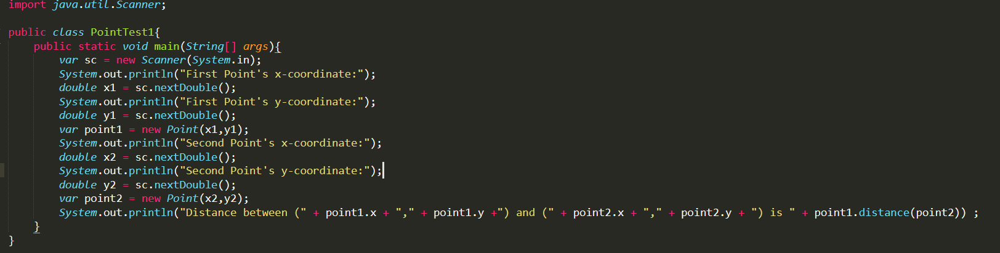 import java.util.Scanner;
public class PointTest1{
public static void main(String[] args){
var sc = new Scanner(System.in);
System.out.println("First Point's x-coordinate:");
double x1 = sc.nextDouble();
System.out.println("First Point's y-coordinate:");
double y1 = sc.nextDouble();
var point1 = new Point(x1,y1);
System.out.println("Second Point's x-coordinate:");
double x2 = sc.nextDouble();
System.out.println("Second Point's y-coordinate:");
double y2 = sc.nextDouble();
var point2 = new Point(x2,y2);
System.out.println("Distance between (" + point1.x + "," + point1.y +") and (" + point2.x + "," + point2.y + ") is " + point1.distance(point2)) ;
}
}